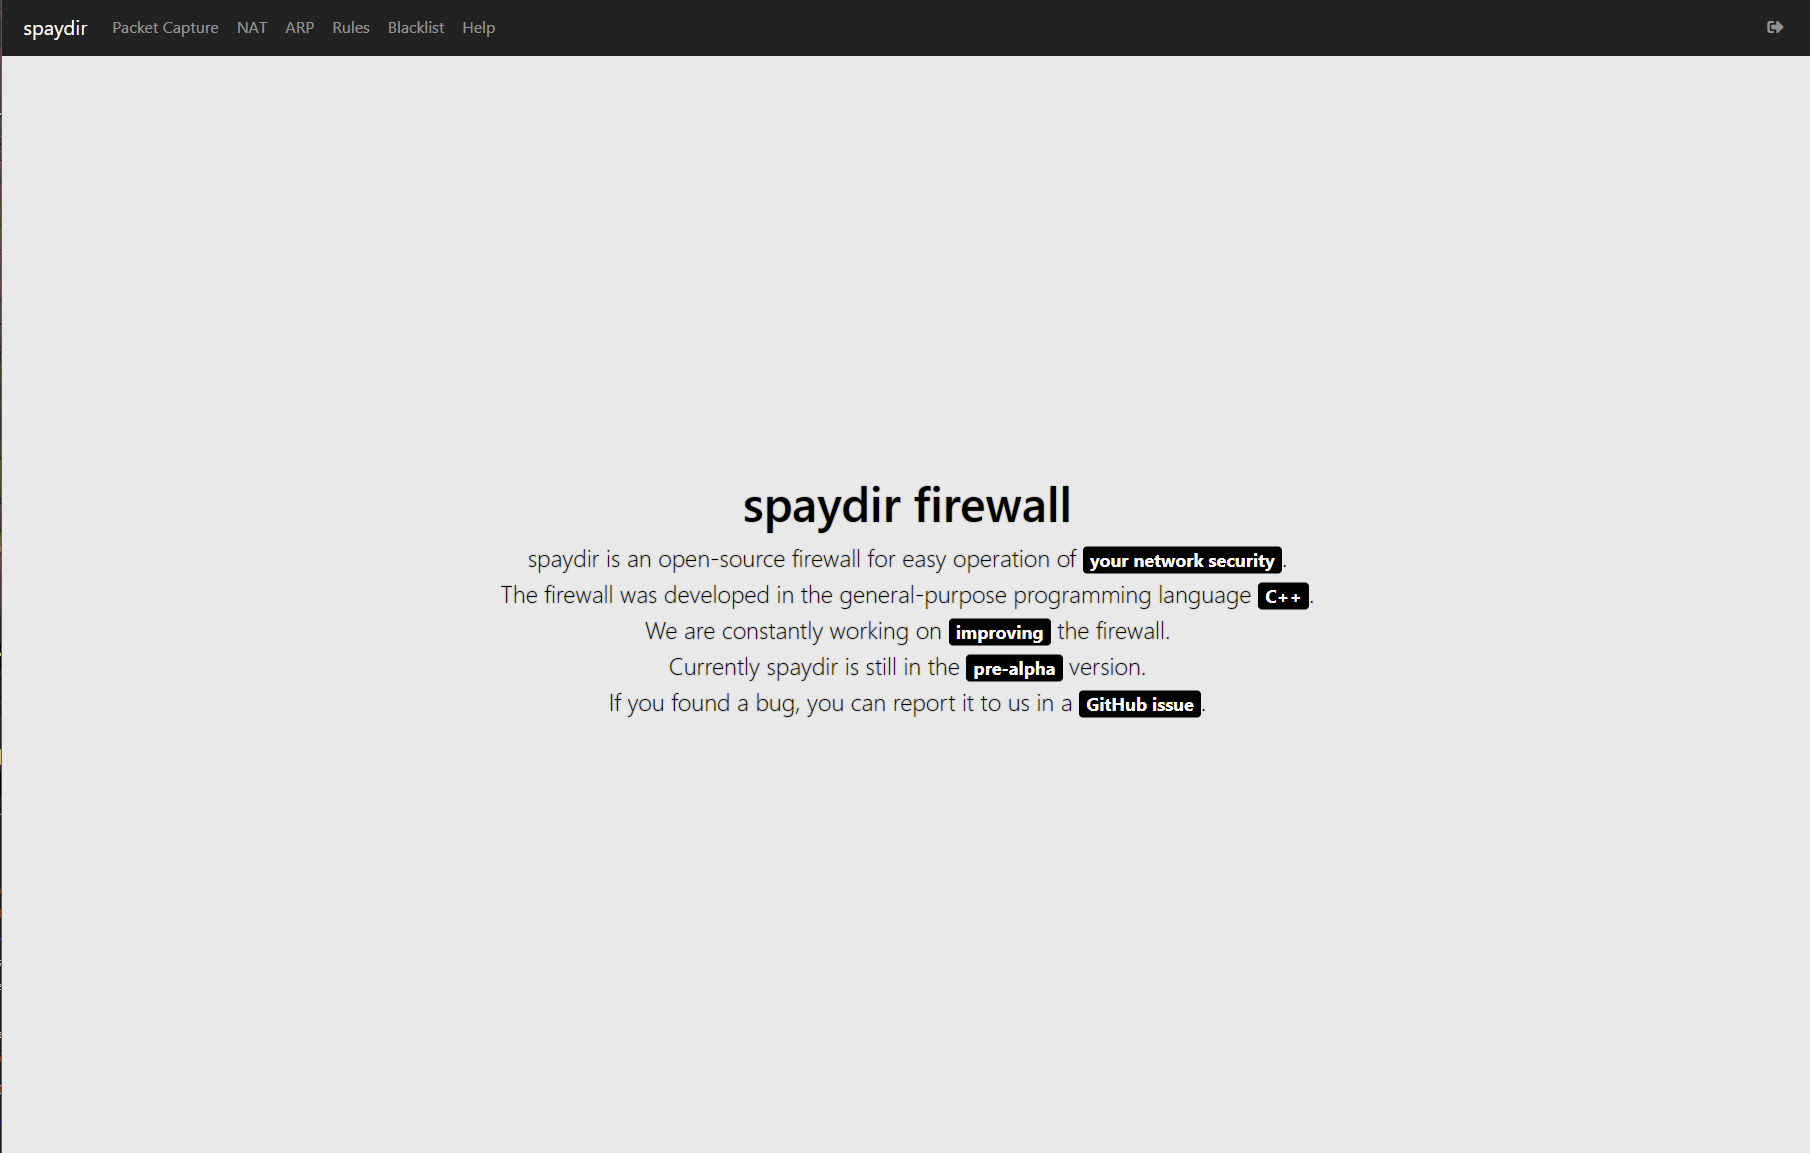 spaydir Packet Capture NAT ARP Rules Blacklist Help
spaydir firewall
spaydir is an open-source firewall for easy operation of your network security.
The firewall was developed in the general-purpose programming language C++.
We are constantly working on improving the firewall.
Currently spaydir is still in the pre-alpha version.
If you found a bug, you can report it to us in a GitHub issue.